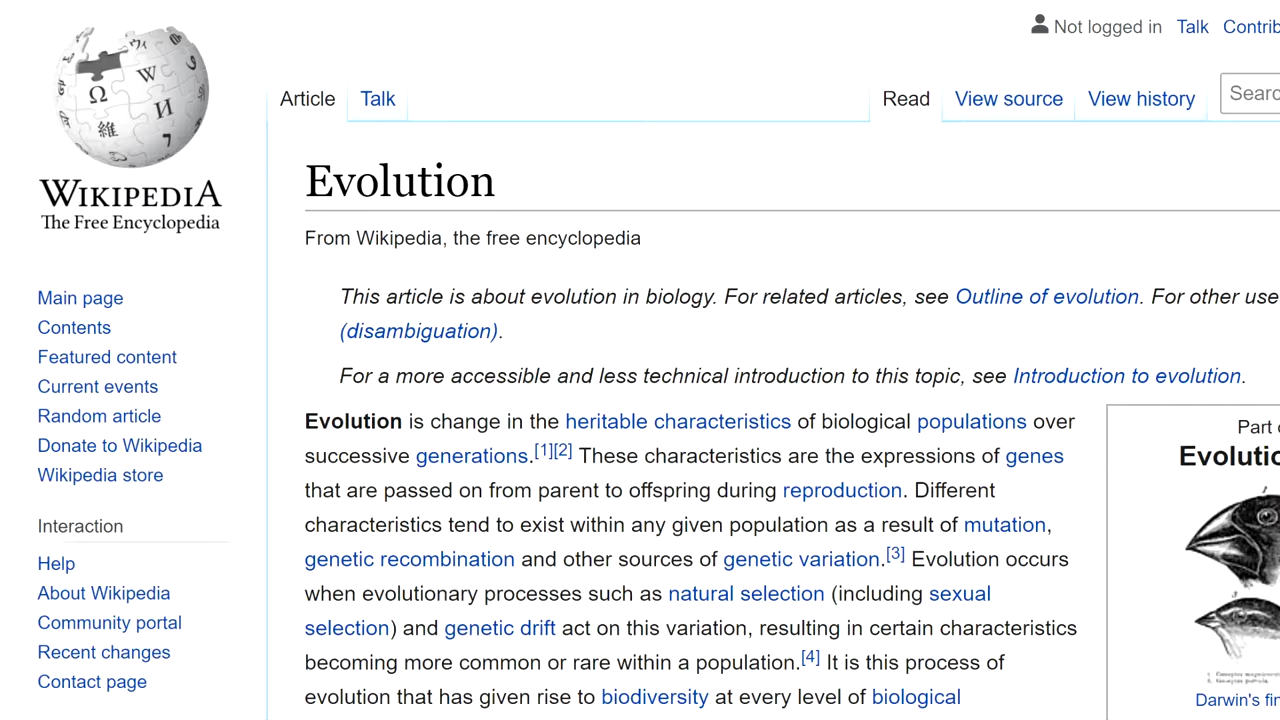 Not logged in Talk
Article Talk Read View source View history
WIKIPEDIA
The Free Encyclopedia
Evolution
From Wikipedia, the free encyclopedia
Main page
Contents
Featured content
Current events
Random article
Donate to Wikipedia
Wikipedia store
Interaction
Help
About Wikipedia
Community portal
Recent changes
Contact page
This article is about evolution in biology. For related articles, see Outline of evolution. For other
(disambiguation).
For a more accessible and less technical introduction to this topic, see Introduction to evolution.
Evolution is change in the heritable characteristics of biological populations over
successive generations.[1][2] These characteristics are the expressions of genes
that are passed on from parent to offspring during reproduction. Different
characteristics tend to exist within any given population as a result of mutation,
genetic recombination and other sources of genetic variation.[3] Evolution occurs
when evolutionary processes such as natural selection (including sexual
selection) and genetic drift act on this variation, resulting in certain characteristics
becoming more common or rare within a population.[4] It is this process of
evolution that has given rise to biodiversity at every level of biological
Part
Darwin's